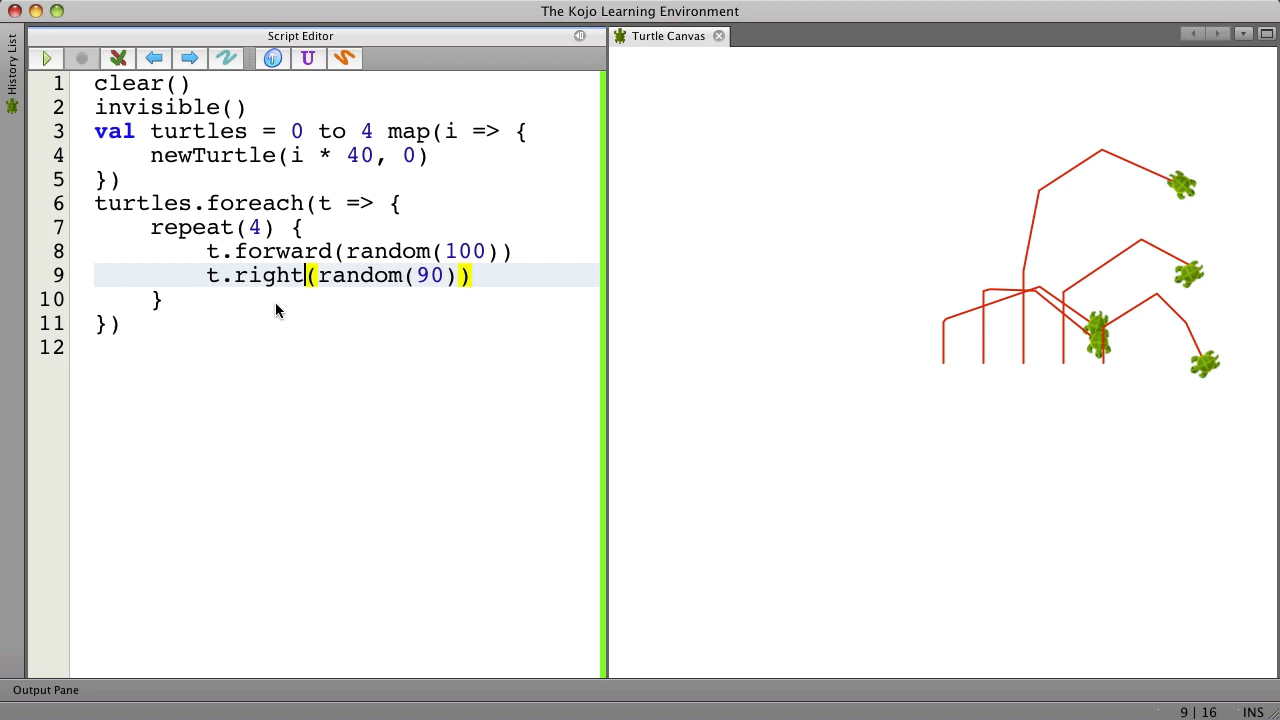 The Kojo Learning Environment
History List
Script Editor
Turtle Canvas
1 clear()
2 invisible()
3 val turtles = 0 to 4 map(i => {
4     newTurtle(i * 40, 0)
5 })
6 turtles.foreach(t => {
7     repeat(4) {
8         t.forward(random(100))
9         t.right(random(90))
10     }
11 })
12
Output Pane
9 | 16 INS